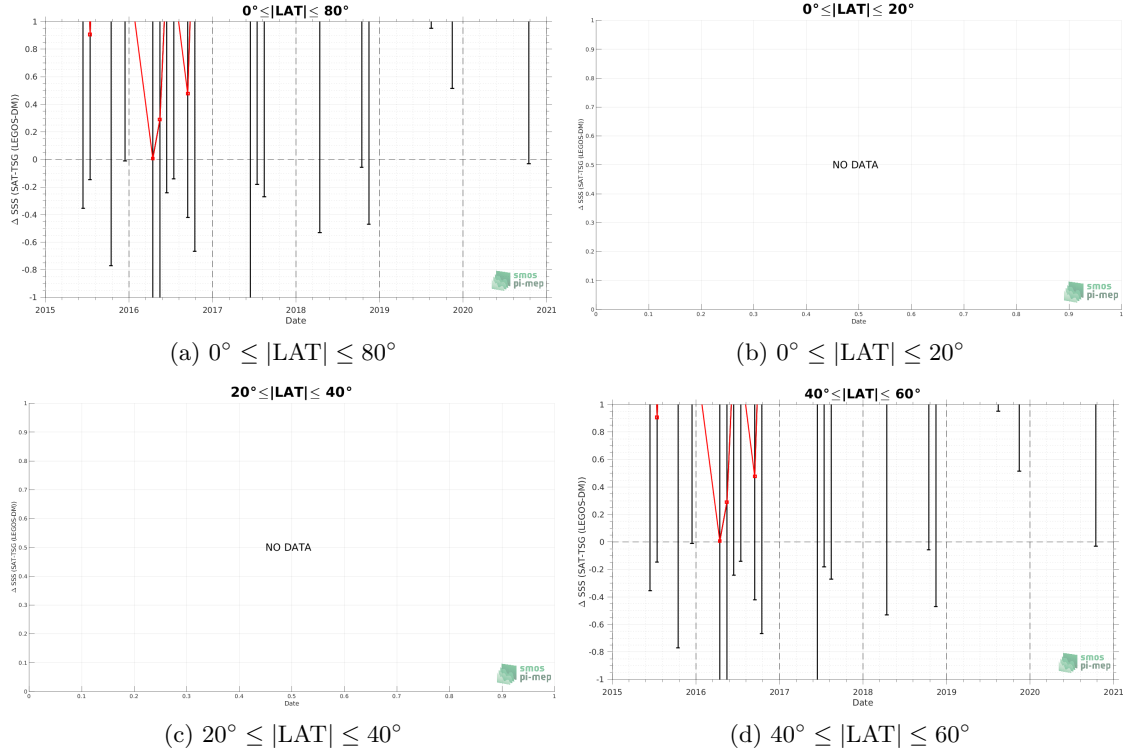 0°≤|LAT|≤ 80°
Δ SSS (SAT-TSG (LEGOS-DM))
1
0.8
0.6
0.4
0.2
0
-0.2
-0.4
-0.6
-0.8
-1
2015 2016 2017 2018 2019 2020 2021
Date
smos
pi-mep
(a) 0° ≤ |LAT| ≤ 80°
0°≤|LAT|≤ 20°
Δ SSS (SAT-TSG (LEGOS-DM))
1
0.9
0.8
0.7
0.6
0.5
0.4
0.3
0.2
0.1
0
NO DATA
0 0.1 0.2 0.3 0.4 0.5 0.6 0.7 0.8 0.9 1
Date
smos
pi-mep
(b) 0° ≤ |LAT| ≤ 20°
20°≤|LAT|≤ 40°
Δ SSS (SAT-TSG (LEGOS-DM))
1
0.9
0.8
0.7
0.6
0.5
0.4
0.3
0.2
0.1
0
NO DATA
0 0.1 0.2 0.3 0.4 0.5 0.6 0.7 0.8 0.9 1
Date
smos
pi-mep
(c) 20° ≤ |LAT| ≤ 40°
40°≤|LAT|≤ 60°
Δ SSS (SAT-TSG (LEGOS-DM))
1
0.8
0.6
0.4
0.2
0
-0.2
-0.4
-0.6
-0.8
-1
2015 2016 2017 2018 2019 2020 2021
Date
smos
pi-mep
(d) 40° ≤ |LAT| ≤ 60°